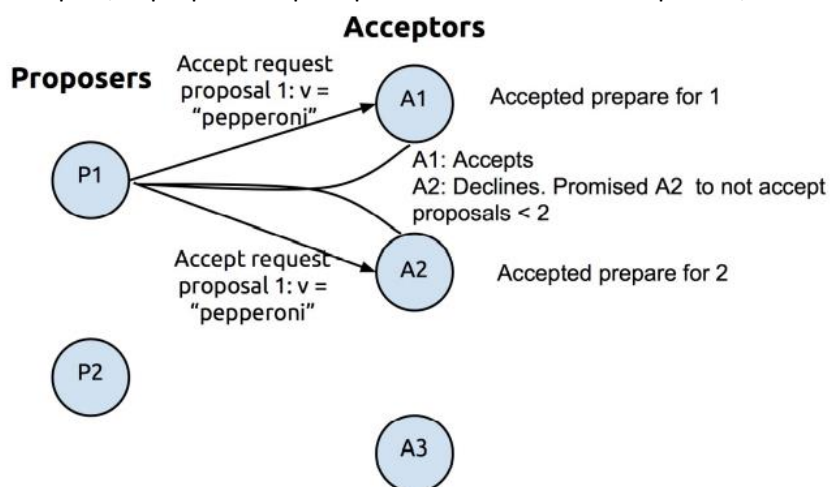 Acceptors
Proposers
Accept request
proposal 1: v =
“pepperoni”
A1
Accepted prepare for 1
P1
A1: Accepts
A2: Declines. Promised A2 to not accept
proposals < 2
Accept request
proposal 1: v =
“pepperoni”
A2
Accepted prepare for 2
P2
A3